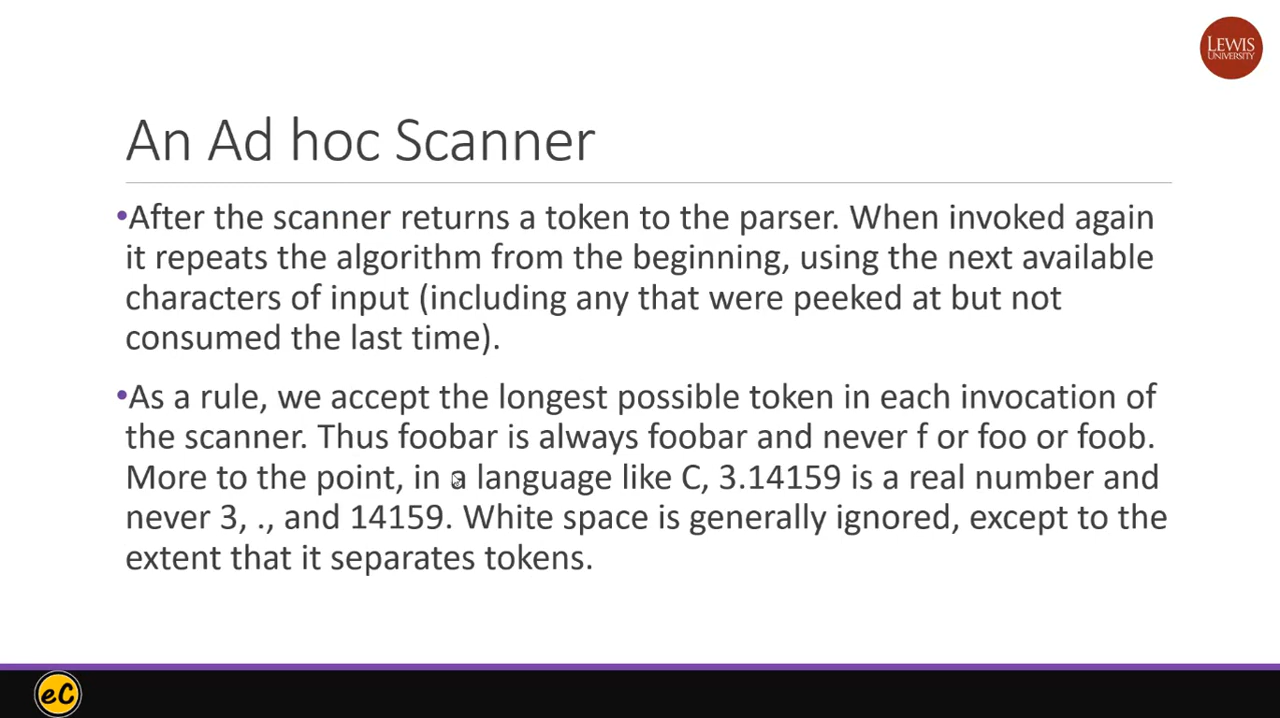 LEWIS
UNIVERSITY
An Ad hoc Scanner
•After the scanner returns a token to the parser. When invoked again
it repeats the algorithm from the beginning, using the next available
characters of input (including any that were peeked at but not
consumed the last time).
•As a rule, we accept the longest possible token in each invocation of
the scanner. Thus foobar is always foobar and never f or foo or foob.
More to the point, in a language like C, 3.14159 is a real number and
never 3, ., and 14159. White space is generally ignored, except to the
extent that it separates tokens.
eC